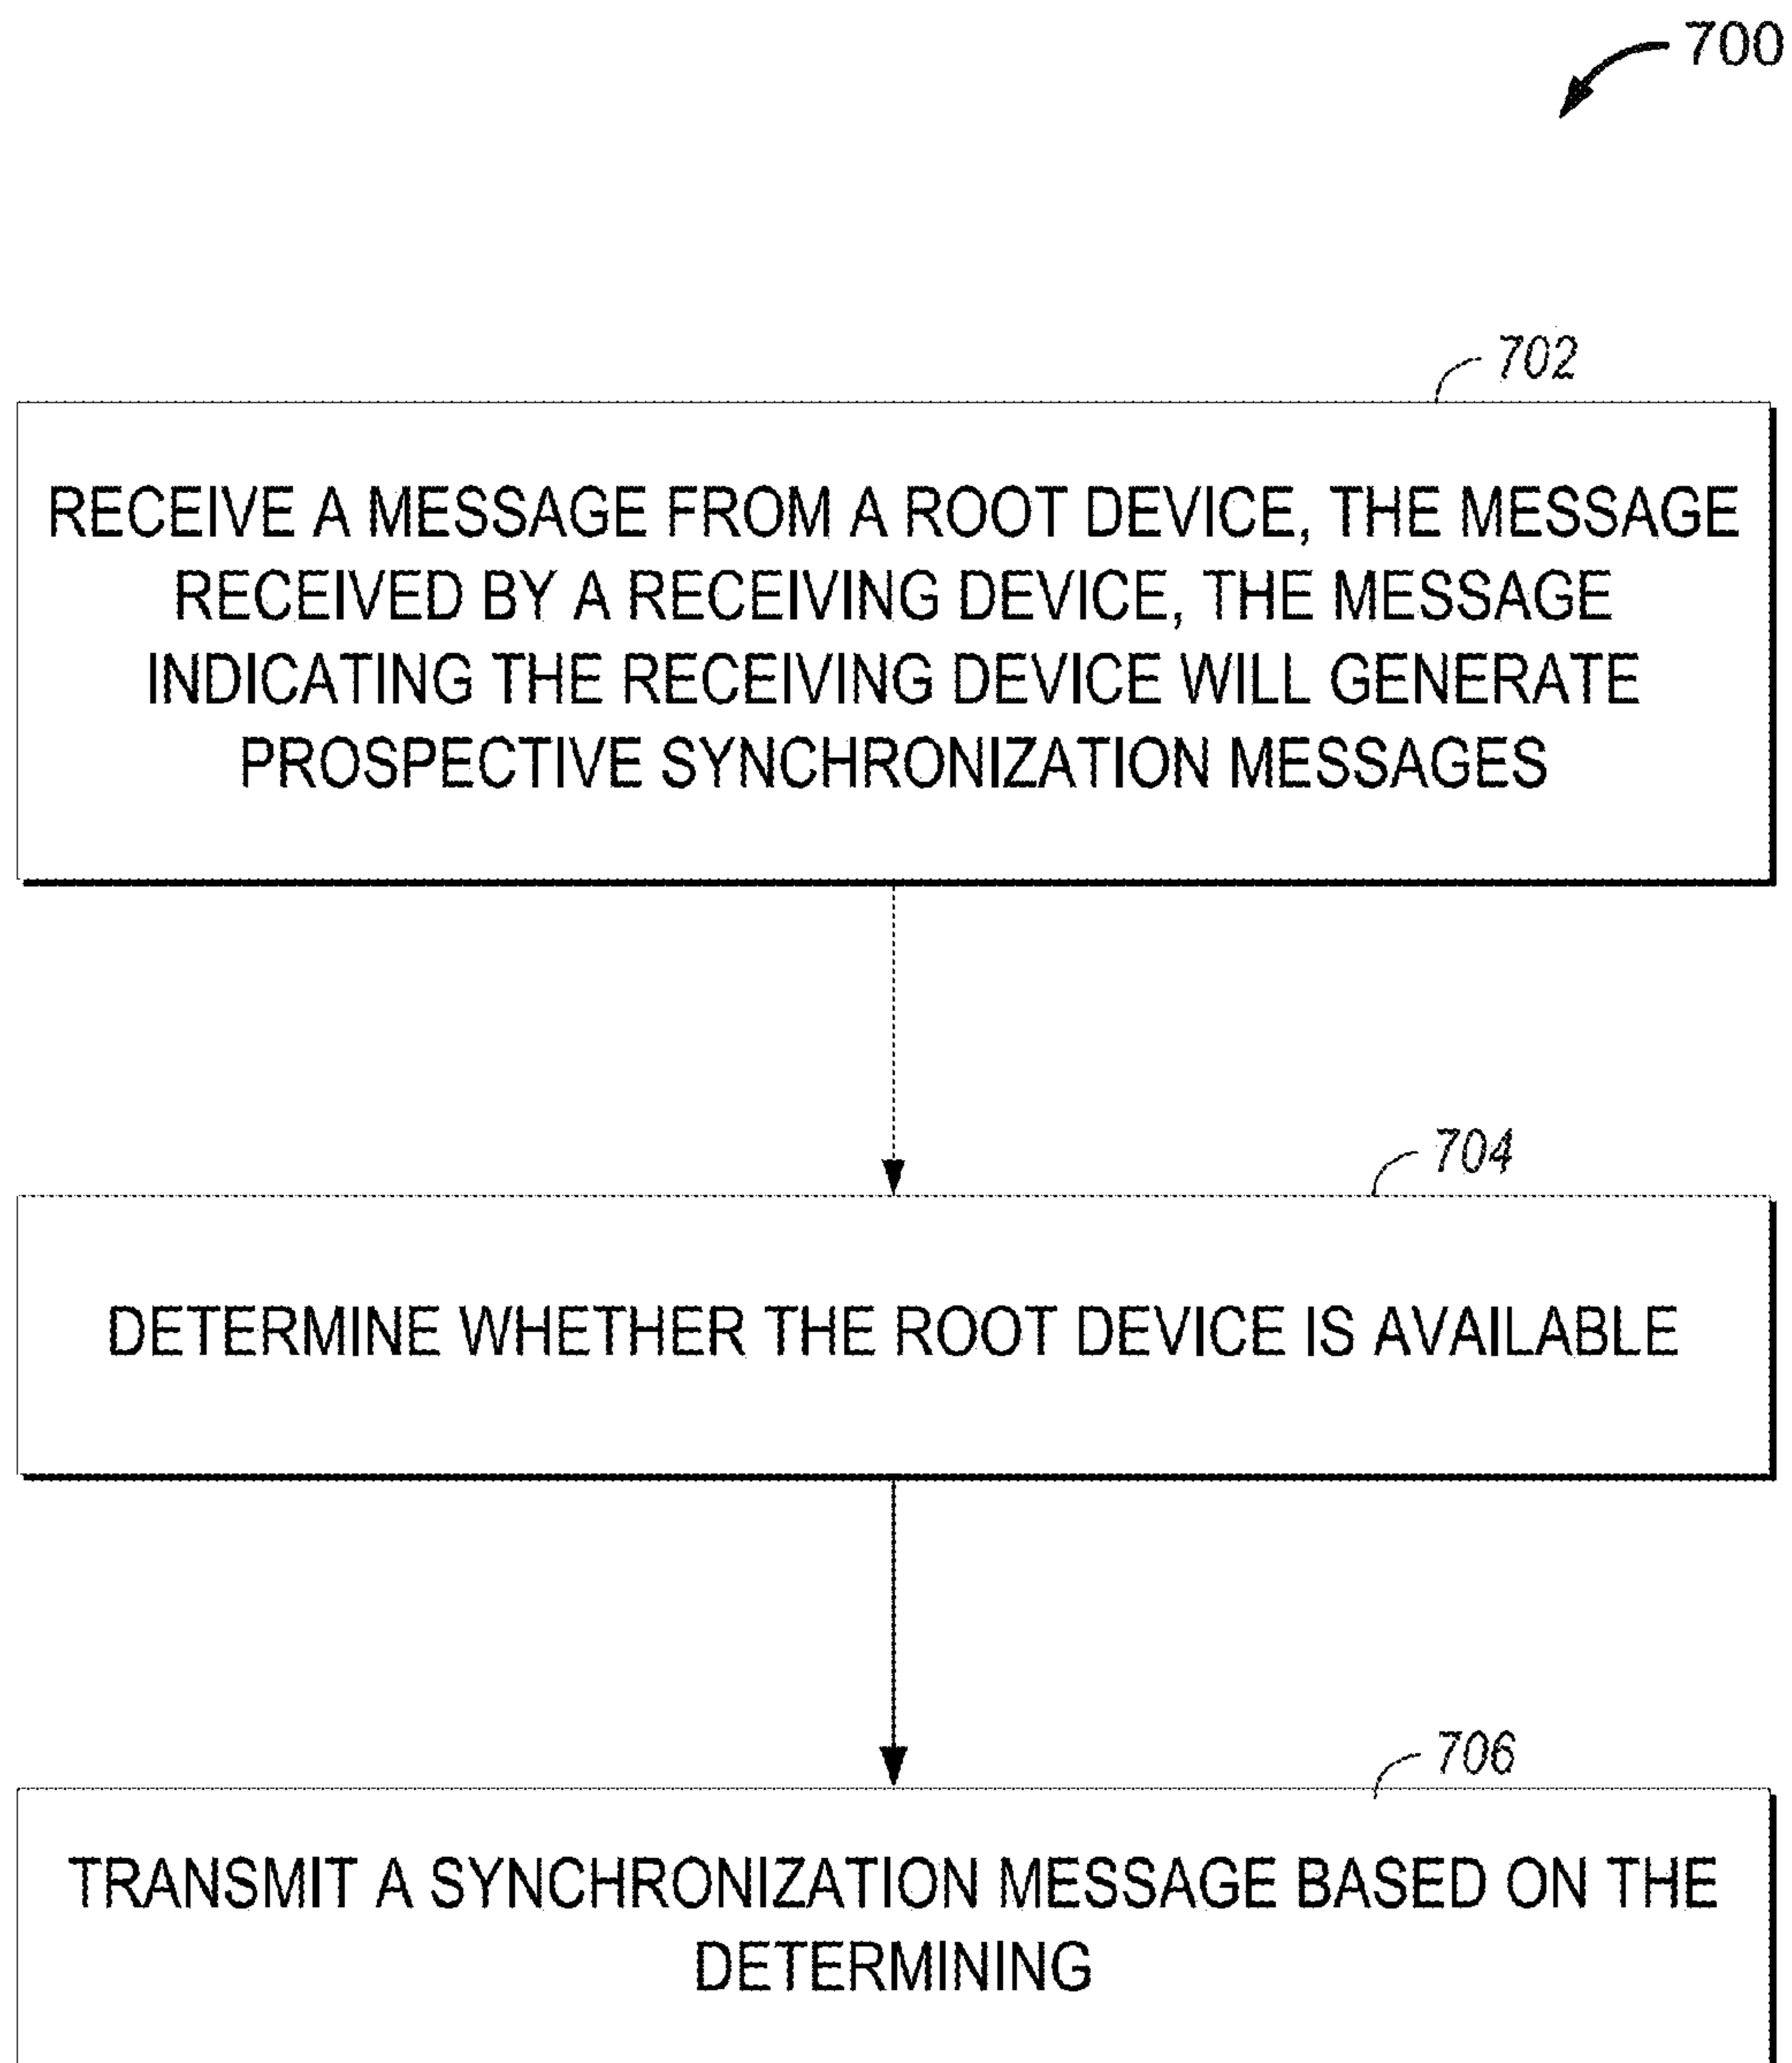 700
702
RECEIVE A MESSAGE FROM A ROOT DEVICE, THE MESSAGE
RECEIVED BY A RECEIVING DEVICE, THE MESSAGE
INDICATING THE RECEIVING DEVICE WILL GENERATE
PROSPECTIVE SYNCHRONIZATION MESSAGES
704
DETERMINE WHETHER THE ROOT DEVICE IS AVAILABLE
706
TRANSMIT A SYNCHRONIZATION MESSAGE BASED ON THE
DETERMINING